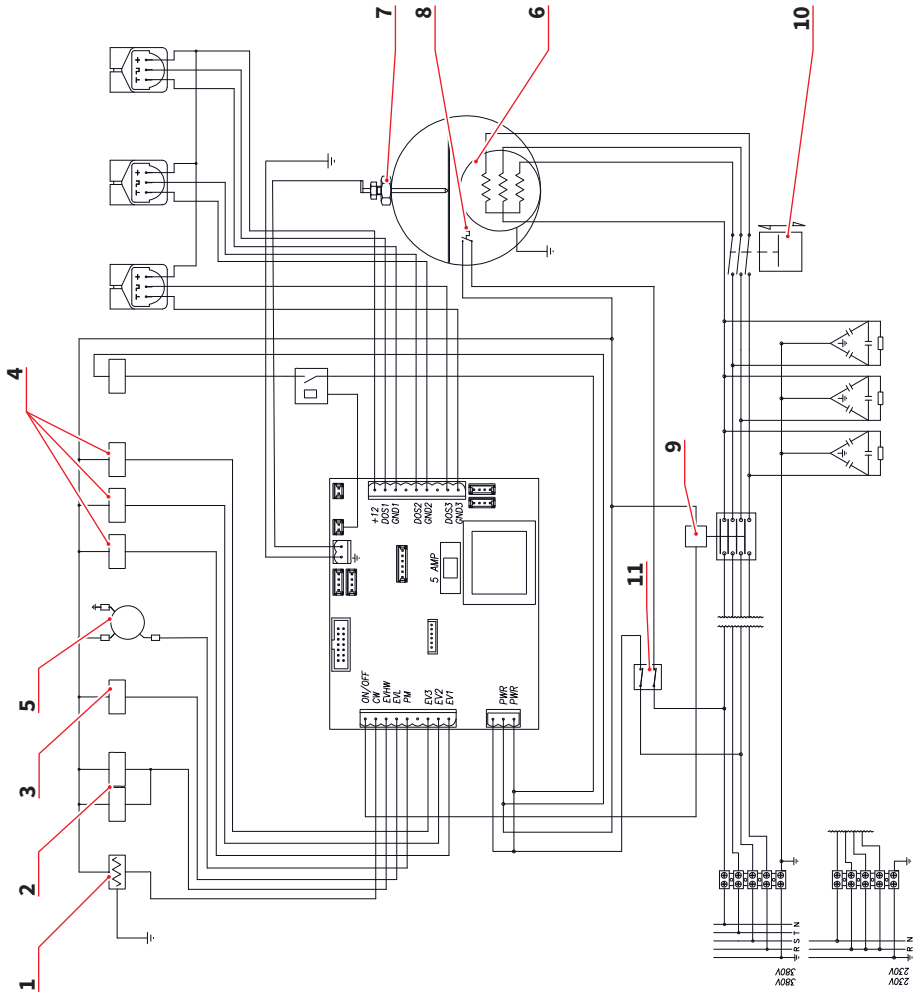 7
8
6
10
4
9
11
5
3
2
1
+12
DOS1
GND1
DOS2
GND2
DOS3
GND3
5 AMP
ON/OFF
CW
EVHW
EVL
PM
EV3
EV2
EV1
PWR
PWR
R S T N
380V
380V
R N
230V
230V